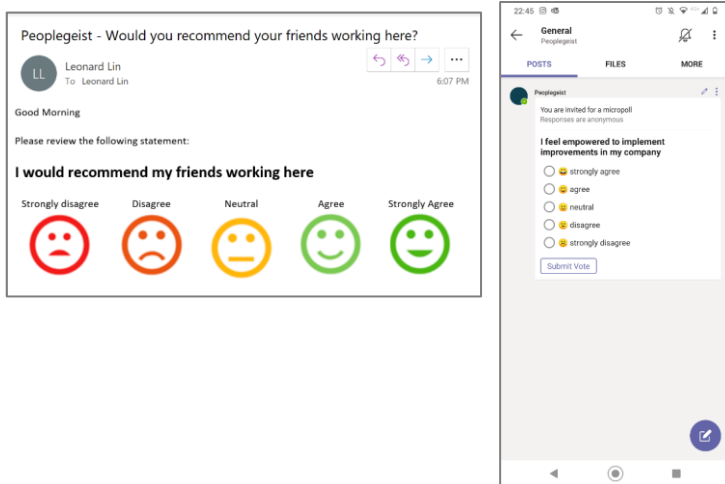 Peoplegeist - Would you recommend your friends working here?
LL
Leonard Lin
To Leonard Lin
6:07 PM
Good Morning
Please review the following statement:
I would recommend my friends working here
Strongly disagree Disagree Neutral Agree Strongly Agree
22:45
General
Peoplegeist
POSTS FILES MORE
Peoplegeist
You are invited for a micropoll
Responses are anonymous
I feel empowered to implement
improvements in my company
strongly agree
agree
neutral
disagree
strongly disagree
Submit Vote